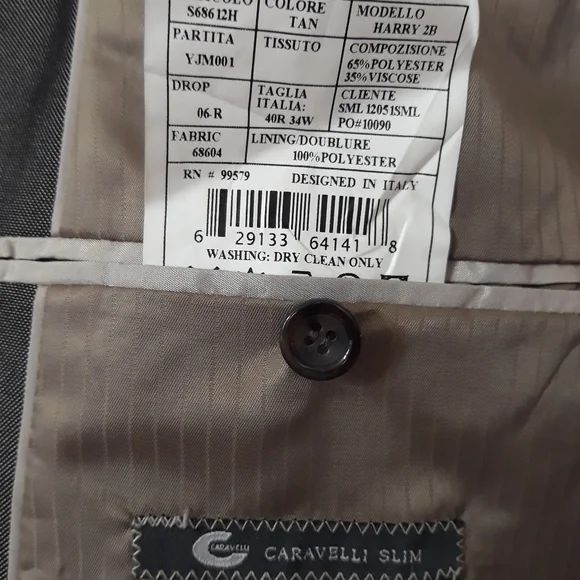 S68612H
COLORE
TAN
MODELLO
HARRY 2B
PARTITA
YJM001
TISSUTO
COMPOZISIONE
65%POLYESTER
35%VISCOSE
DROP
06-R
TAGLIA
ITALIA:
40R 34W
CLIENTE
SML 12051SML
PO#10090
FABRIC
68604
LINING/DOUBLURE
100%POLYESTER
RN # 99579 DESIGNED IN ITALY
6 29133 64141 8
WASHING: DRY CLEAN ONLY
CARAVELLI CARAVELLI SLIM